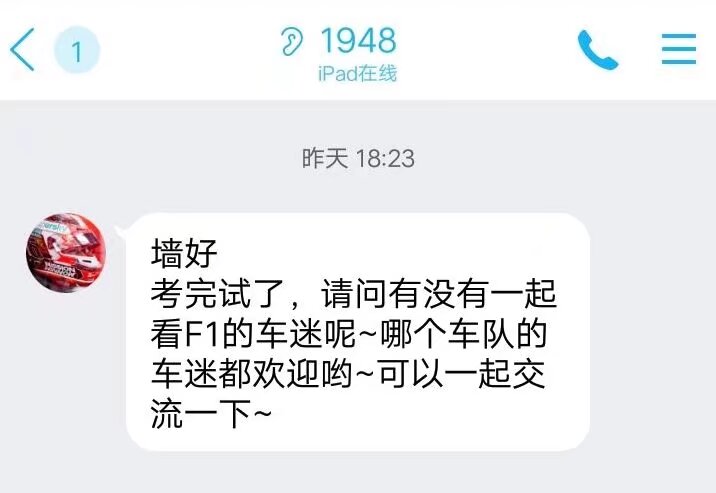 1
1948
iPad在线
昨天 18:23
墙好
考完试了，请问有没有一起
看F1的车迷呢~哪个车队的
车迷都欢迎哟~可以一起交
流一下~